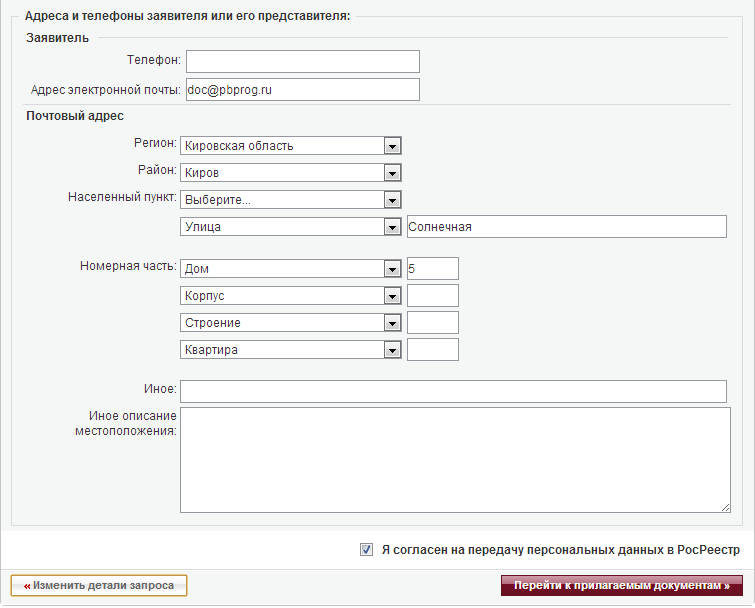 Адреса и телефоны заявителя или его представителя:
Заявитель
Телефон:
Адрес электронной почты: doc@pbprog.ru
Почтовый адрес
Регион: Кировская область
Район: Киров
Населенный пункт: Выберите...
Улица Солнечная
Номерная часть: Дом 5
Корпус
Строение
Квартира
Иное:
Иное описание
местоположения:
Я согласен на передачу персональных данных в РосРеестр
« Изменить детали запроса Перейти к прилагаемым документам »